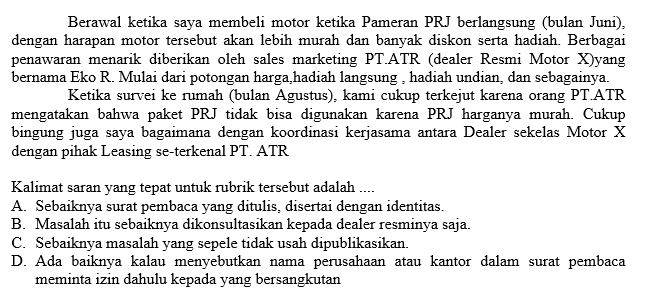 Berawal ketika saya membeli motor ketika Pameran PRJ berlangsung (bulan Juni),
dengan harapan motor tersebut akan lebih murah dan banyak diskon serta hadiah. Berbagai
penawaran menarik diberikan oleh sales marketing PT.ATR (dealer Resmi Motor X)yang
bernama Eko R. Mulai dari potongan harga,hadiah langsung , hadiah undian, dan sebagainya.
Ketika survei ke rumah (bulan Agustus), kami cukup terkejut karena orang PT.ATR
mengatakan bahwa paket PRJ tidak bisa digunakan karena PRJ harganya murah. Cukup
bingung juga saya bagaimana dengan koordinasi kerjasama antara Dealer sekelas Motor X
dengan pihak Leasing se-terkenal PT. ATR
Kalimat saran yang tepat untuk rubrik tersebut adalah ....
A. Sebaiknya surat pembaca yang ditulis, disertai dengan identitas.
B. Masalah itu sebaiknya dikonsultasikan kepada dealer resminya saja.
C. Sebaiknya masalah yang sepele tidak usah dipublikasikan.
D. Ada baiknya kalau menyebutkan nama perusahaan atau kantor dalam surat pembaca
meminta izin dahulu kepada yang bersangkutan